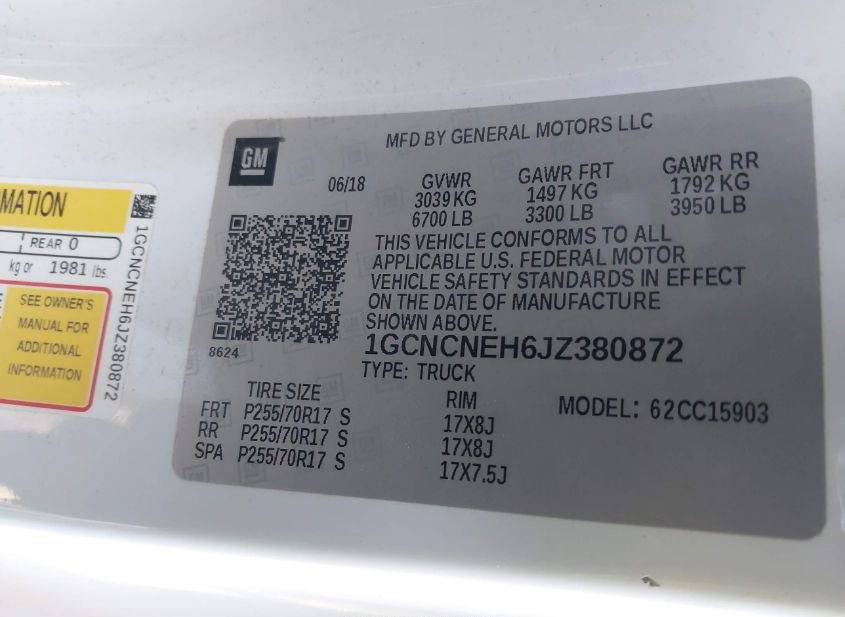 MATION
REAR 0
kg or 1981 lbs.
SEE OWNER'S
MANUAL FOR
ADDITIONAL
INFORMATION
1GCNCNEH6JZ380872
GM
MFD BY GENERAL MOTORS LLC
06/18
GVWR
3039 KG
6700 LB
GAWR FRT
1497 KG
3300 LB
GAWR RR
1792 KG
3950 LB
THIS VEHICLE CONFORMS TO ALL
APPLICABLE U.S. FEDERAL MOTOR
VEHICLE SAFETY STANDARDS IN EFFECT
ON THE DATE OF MANUFACTURE
SHOWN ABOVE.
8624
1GCNCNEH6JZ380872
TYPE: TRUCK
TIRE SIZE RIM
FRT P255/70R17 S 17X8J
RR P255/70R17 S 17X8J
SPA P255/70R17 S 17X7.5J
MODEL: 62CC15903